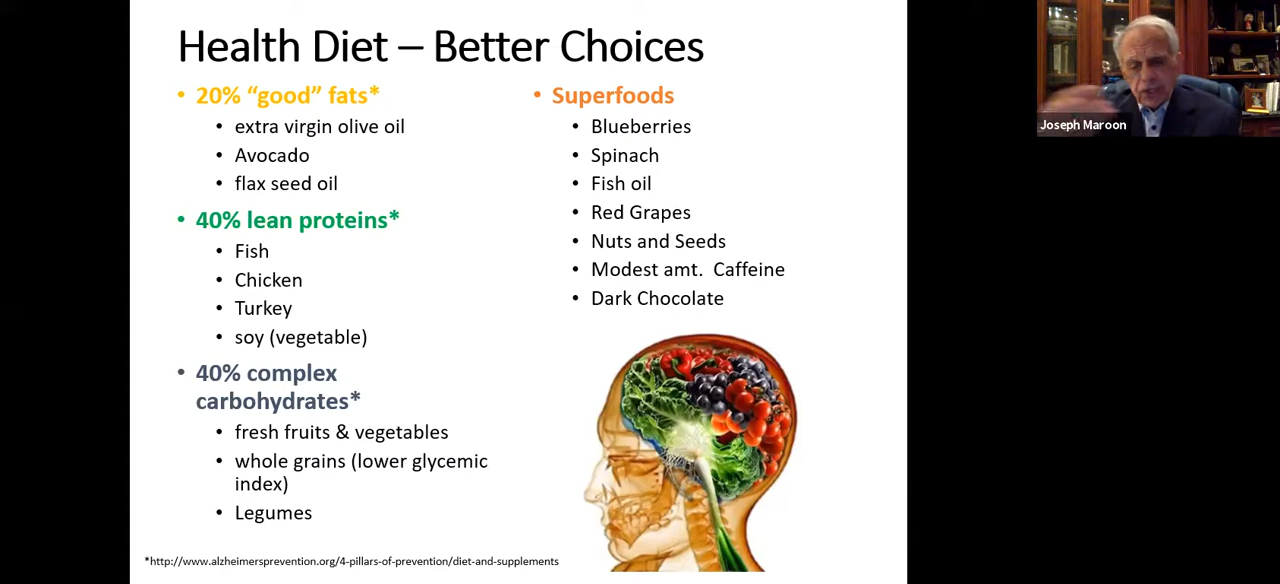 Health Diet – Better Choices
• 20% “good” fats*
• extra virgin olive oil
• Avocado
• flax seed oil
• 40% lean proteins*
• Fish
• Chicken
• Turkey
• soy (vegetable)
• 40% complex
carbohydrates*
• fresh fruits & vegetables
• whole grains (lower glycemic
index)
• Legumes
• Superfoods
• Blueberries
• Spinach
• Fish oil
• Red Grapes
• Nuts and Seeds
• Modest amt.  Caffeine
• Dark Chocolate
*http://www.alzheimersprevention.org/4-pillars-of-prevention/diet-and-supplements
Joseph Maroon